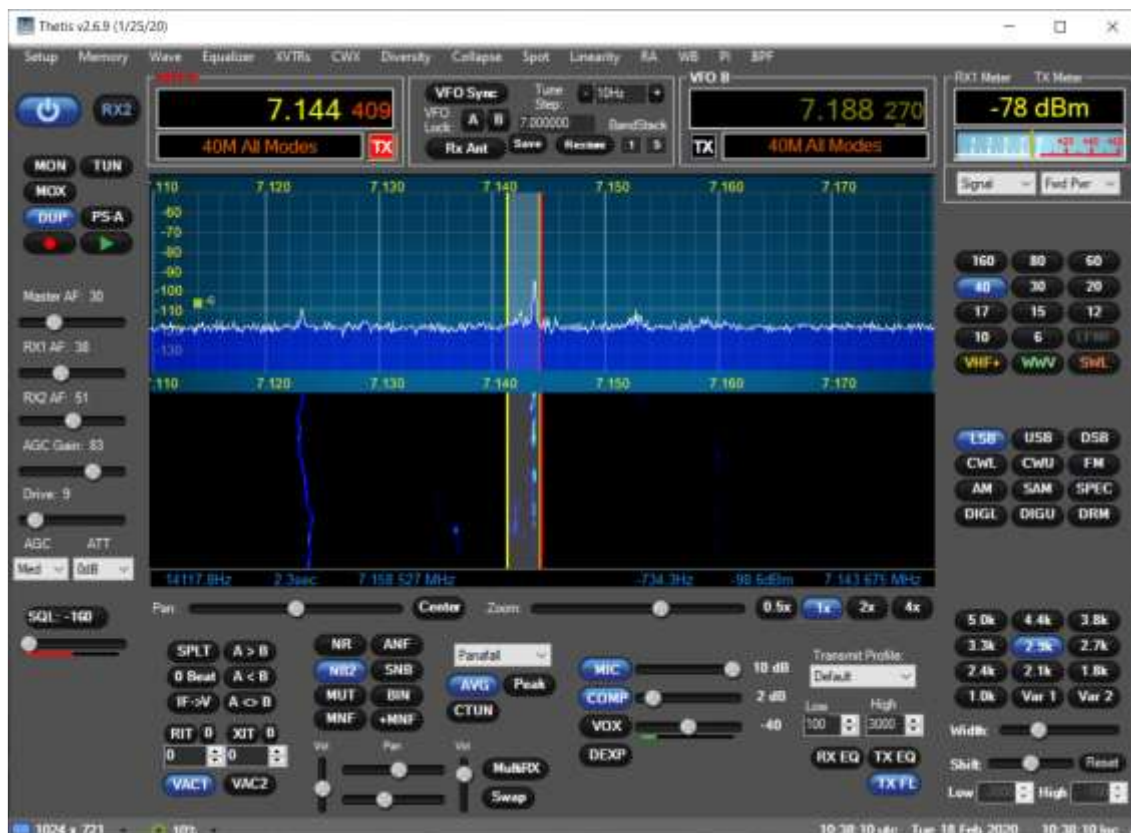 Thetis v2.6.9 (1/25/20)
Setup Memory Wave Equalizer XVTRs CWX Diversity Collapse Spot Linearity RA WB PI BPF
RX2
7.144 409
40M All Modes TX
VFO Sync
Tune Step: - 10Hz +
VFO Lock: A B 7.000000 BandStack
Rx Ant Save Restore 1 5
VFO B
7.188 270
TX 40M All Modes
RX1 Meter TX Meter
-78 dBm
Signal Fwd Pwr
MON TUN
MOX
DUP PS-A
Master AF: 30
RX1 AF: 38
RX2 AF: 51
AGC Gain: 83
Drive: 9
AGC ATT
Med 0dB
SQL: -160
7.110 7.120 7.130 7.140 7.150 7.160 7.170
-60
-70
-80
-90
-100
-110
-120
-130
.110 7.120 7.130 7.140 7.150 7.160 7.170
14117.8Hz 2.3sec 7.158.527 MHz -734.3Hz -98.6dBm 7.143.675 MHz
Pan: Center Zoom: 0.5x 1x 2x 4x
160 80 60
40 30 20
17 15 12
10 6
VHF+ WWV SWL
LSB USB DSB
CWL CWU FM
AM SAM SPEC
DIGL DIGU DRM
5.0k 4.4k 3.8k
3.3k 2.9k 2.7k
2.4k 2.1k 1.8k
1.0k Var 1 Var 2
Width:
Shift: Reset
Low High
SPLT A > B
0 Beat A < B
IF->V A <> B
RIT 0 XIT 0
0 0
VAC1 VAC2
NR ANF
NB2 SNB
MUT BIN
MNF +MNF
Vol Pan Vol
MultiRX
Swap
Panafall
AVG Peak
CTUN
MIC 10 dB
COMP 2 dB
VOX -40
DEXP
Transmit Profile:
Default
Low High
100 3000
RX EQ TX EQ
TX FL
1024 x 721 10:38:10 utc Tue 18 Feb 2020 10:38:10 loc